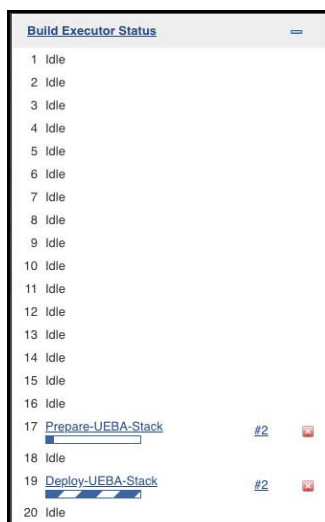 Build Executor Status
1 Idle
2 Idle
3 Idle
4 Idle
5 Idle
6 Idle
7 Idle
8 Idle
9 Idle
10 Idle
11 Idle
12 Idle
13 Idle
14 Idle
15 Idle
16 Idle
17 Prepare-UEBA-Stack #2
18 Idle
19 Deploy-UEBA-Stack #2
20 Idle